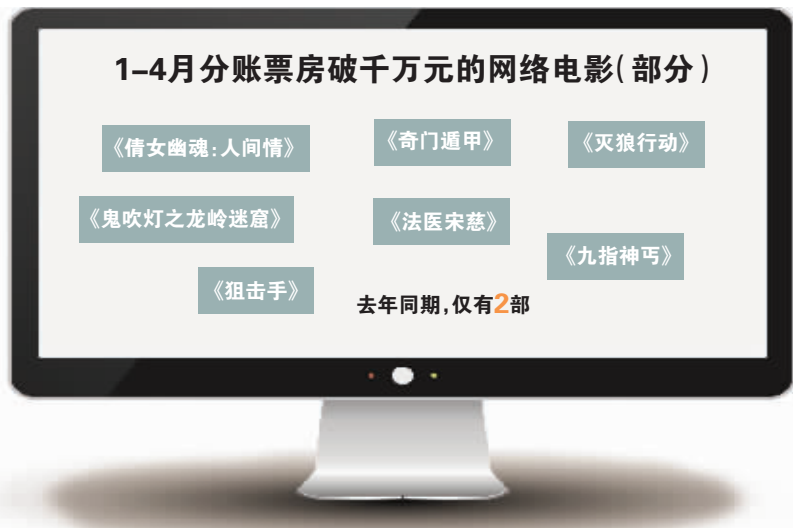 1-4月分账票房破千万元的网络电影(部分)
《倩女幽魂:人间情》
《奇门遁甲》
《灭狼行动》
《鬼吹灯之龙岭迷窟》
《法医宋慈》
《九指神丐》
《狙击手》
去年同期,仅有2部